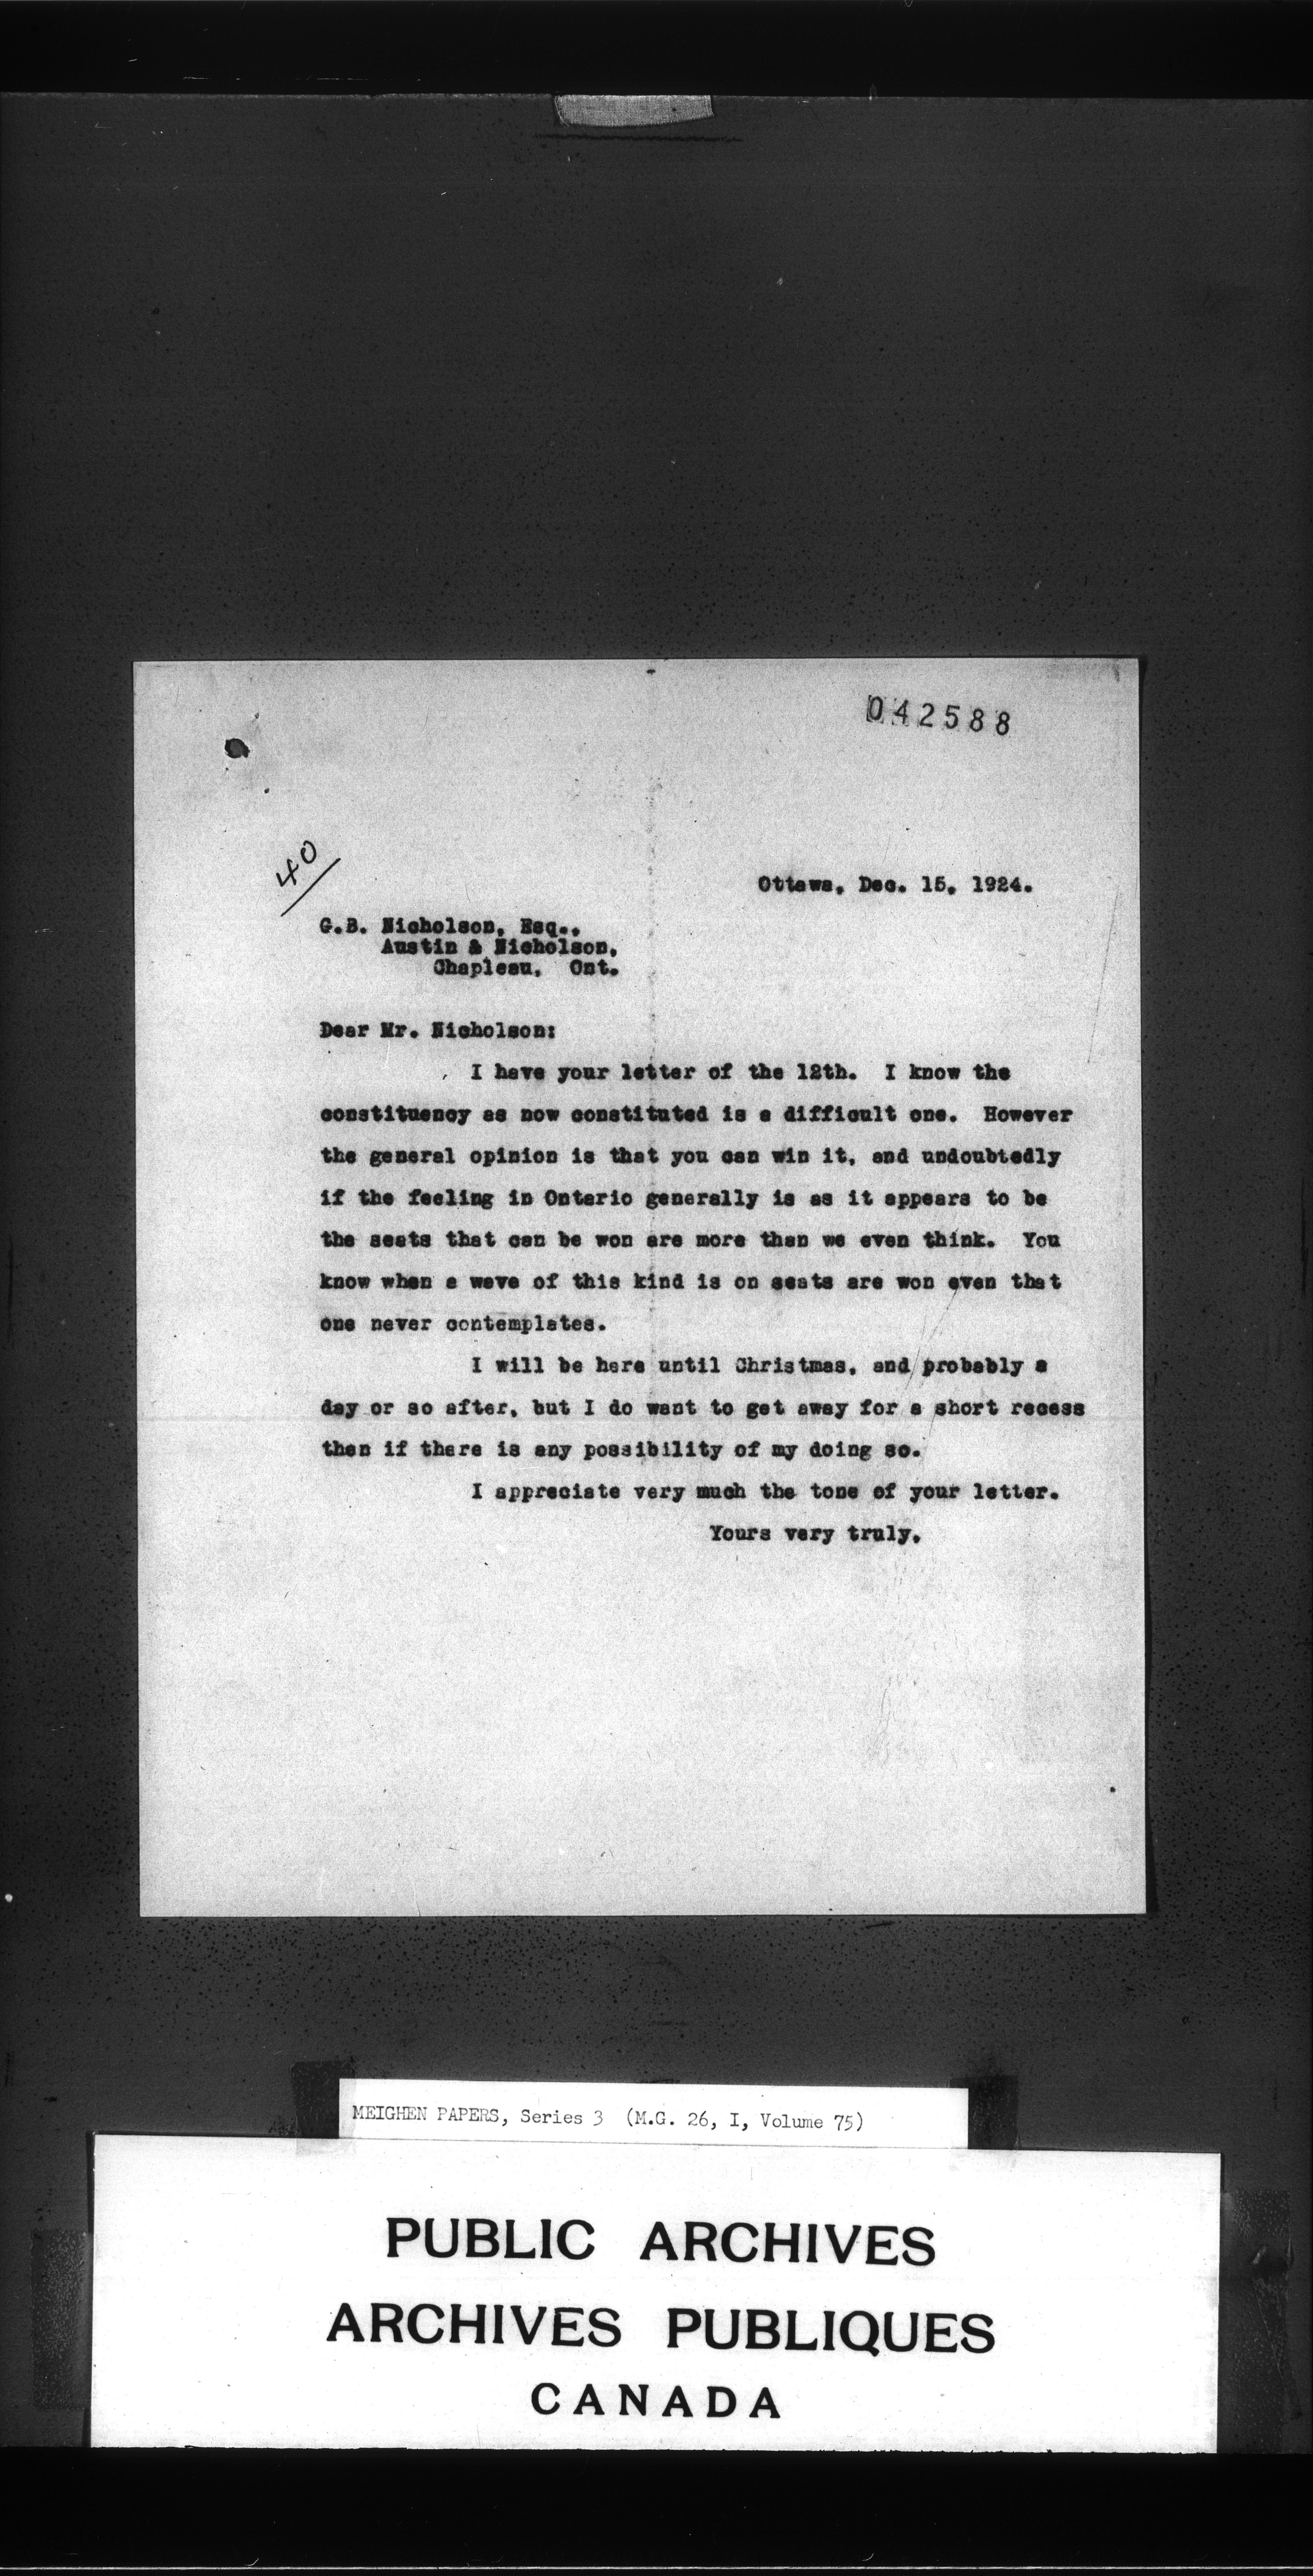 042588
40
Ottawa, Dec. 15, 1924.
G.B. Nicholson, Esq.,
Austin & Nicholson,
Chapleau, Ont.
Dear Mr. Nicholson:
I have your letter of the 12th. I know the
constituency as now constituted is a difficult one. However
the general opinion is that you can win it, and undoubtedly
if the feeling in Ontario generally is as it appears to be
the seats that can be won are more than we even think. You
know when a wave of this kind is on seats are won even that
one never contemplates.
I will be here until Christmas, and probably a
day or so after, but I do want to get away for a short recess
then if there is any possibility of my doing so.
I appreciate very much the tone of your letter.
Yours very truly,
MEIGHEN PAPERS, Series 3 (M.G. 26, I, Volume 75)
PUBLIC ARCHIVES
ARCHIVES PUBLIQUES
CANADA